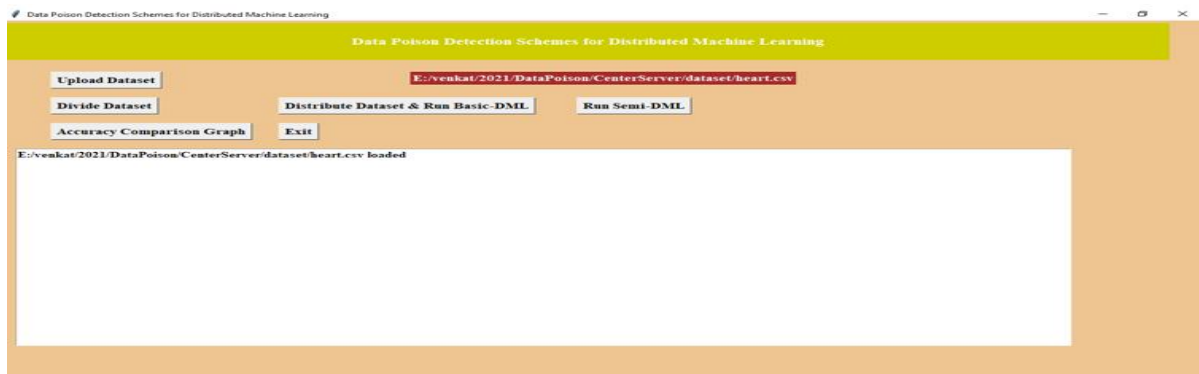 Data Poison Detection Schemes for Distributed Machine Learning
Data Poison Detection Schemes for Distributed Machine Learning
Upload Dataset E:/venkat/2021/DataPoison/CenterServer/dataset/heart.csv
Divide Dataset Distribute Dataset & Run Basic-DML Run Semi-DML
Accuracy Comparison Graph Exit
E:/venkat/2021/DataPoison/CenterServer/dataset/heart.csv loaded